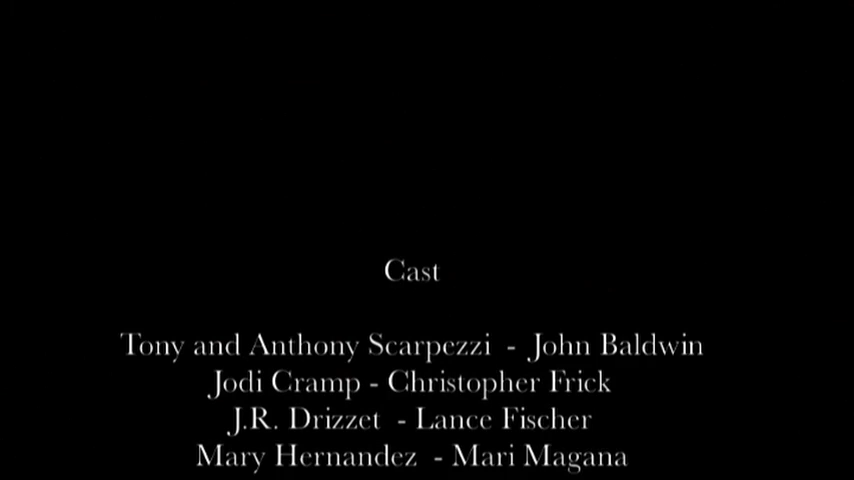 Cast
Tony and Anthony Scarpezzi - John Baldwin
Jodi Cramp - Christopher Frick
J.R. Drizzet - Lance Fischer
Mary Hernandez - Mari Magana